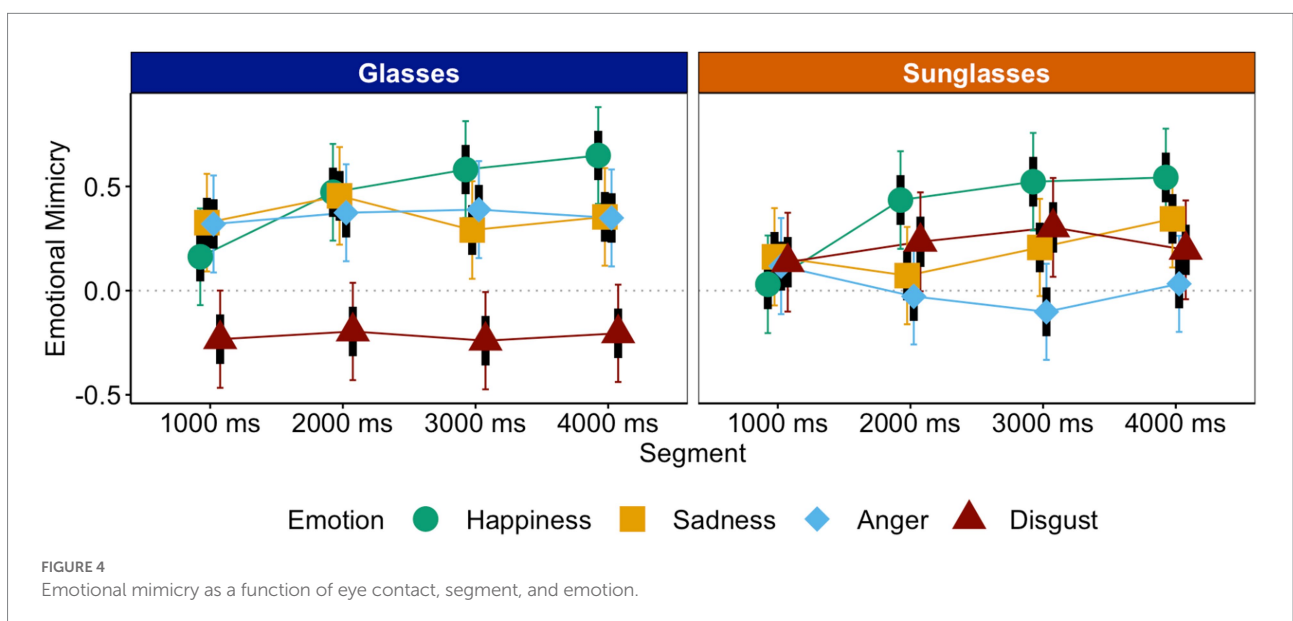 Glasses
Sunglasses
Emotional Mimicry
0.5
0.0
-0.5
1000 ms 2000 ms 3000 ms 4000 ms
1000 ms 2000 ms 3000 ms 4000 ms
Segment
Emotion Happiness Sadness Anger Disgust
FIGURE 4
Emotional mimicry as a function of eye contact, segment, and emotion.